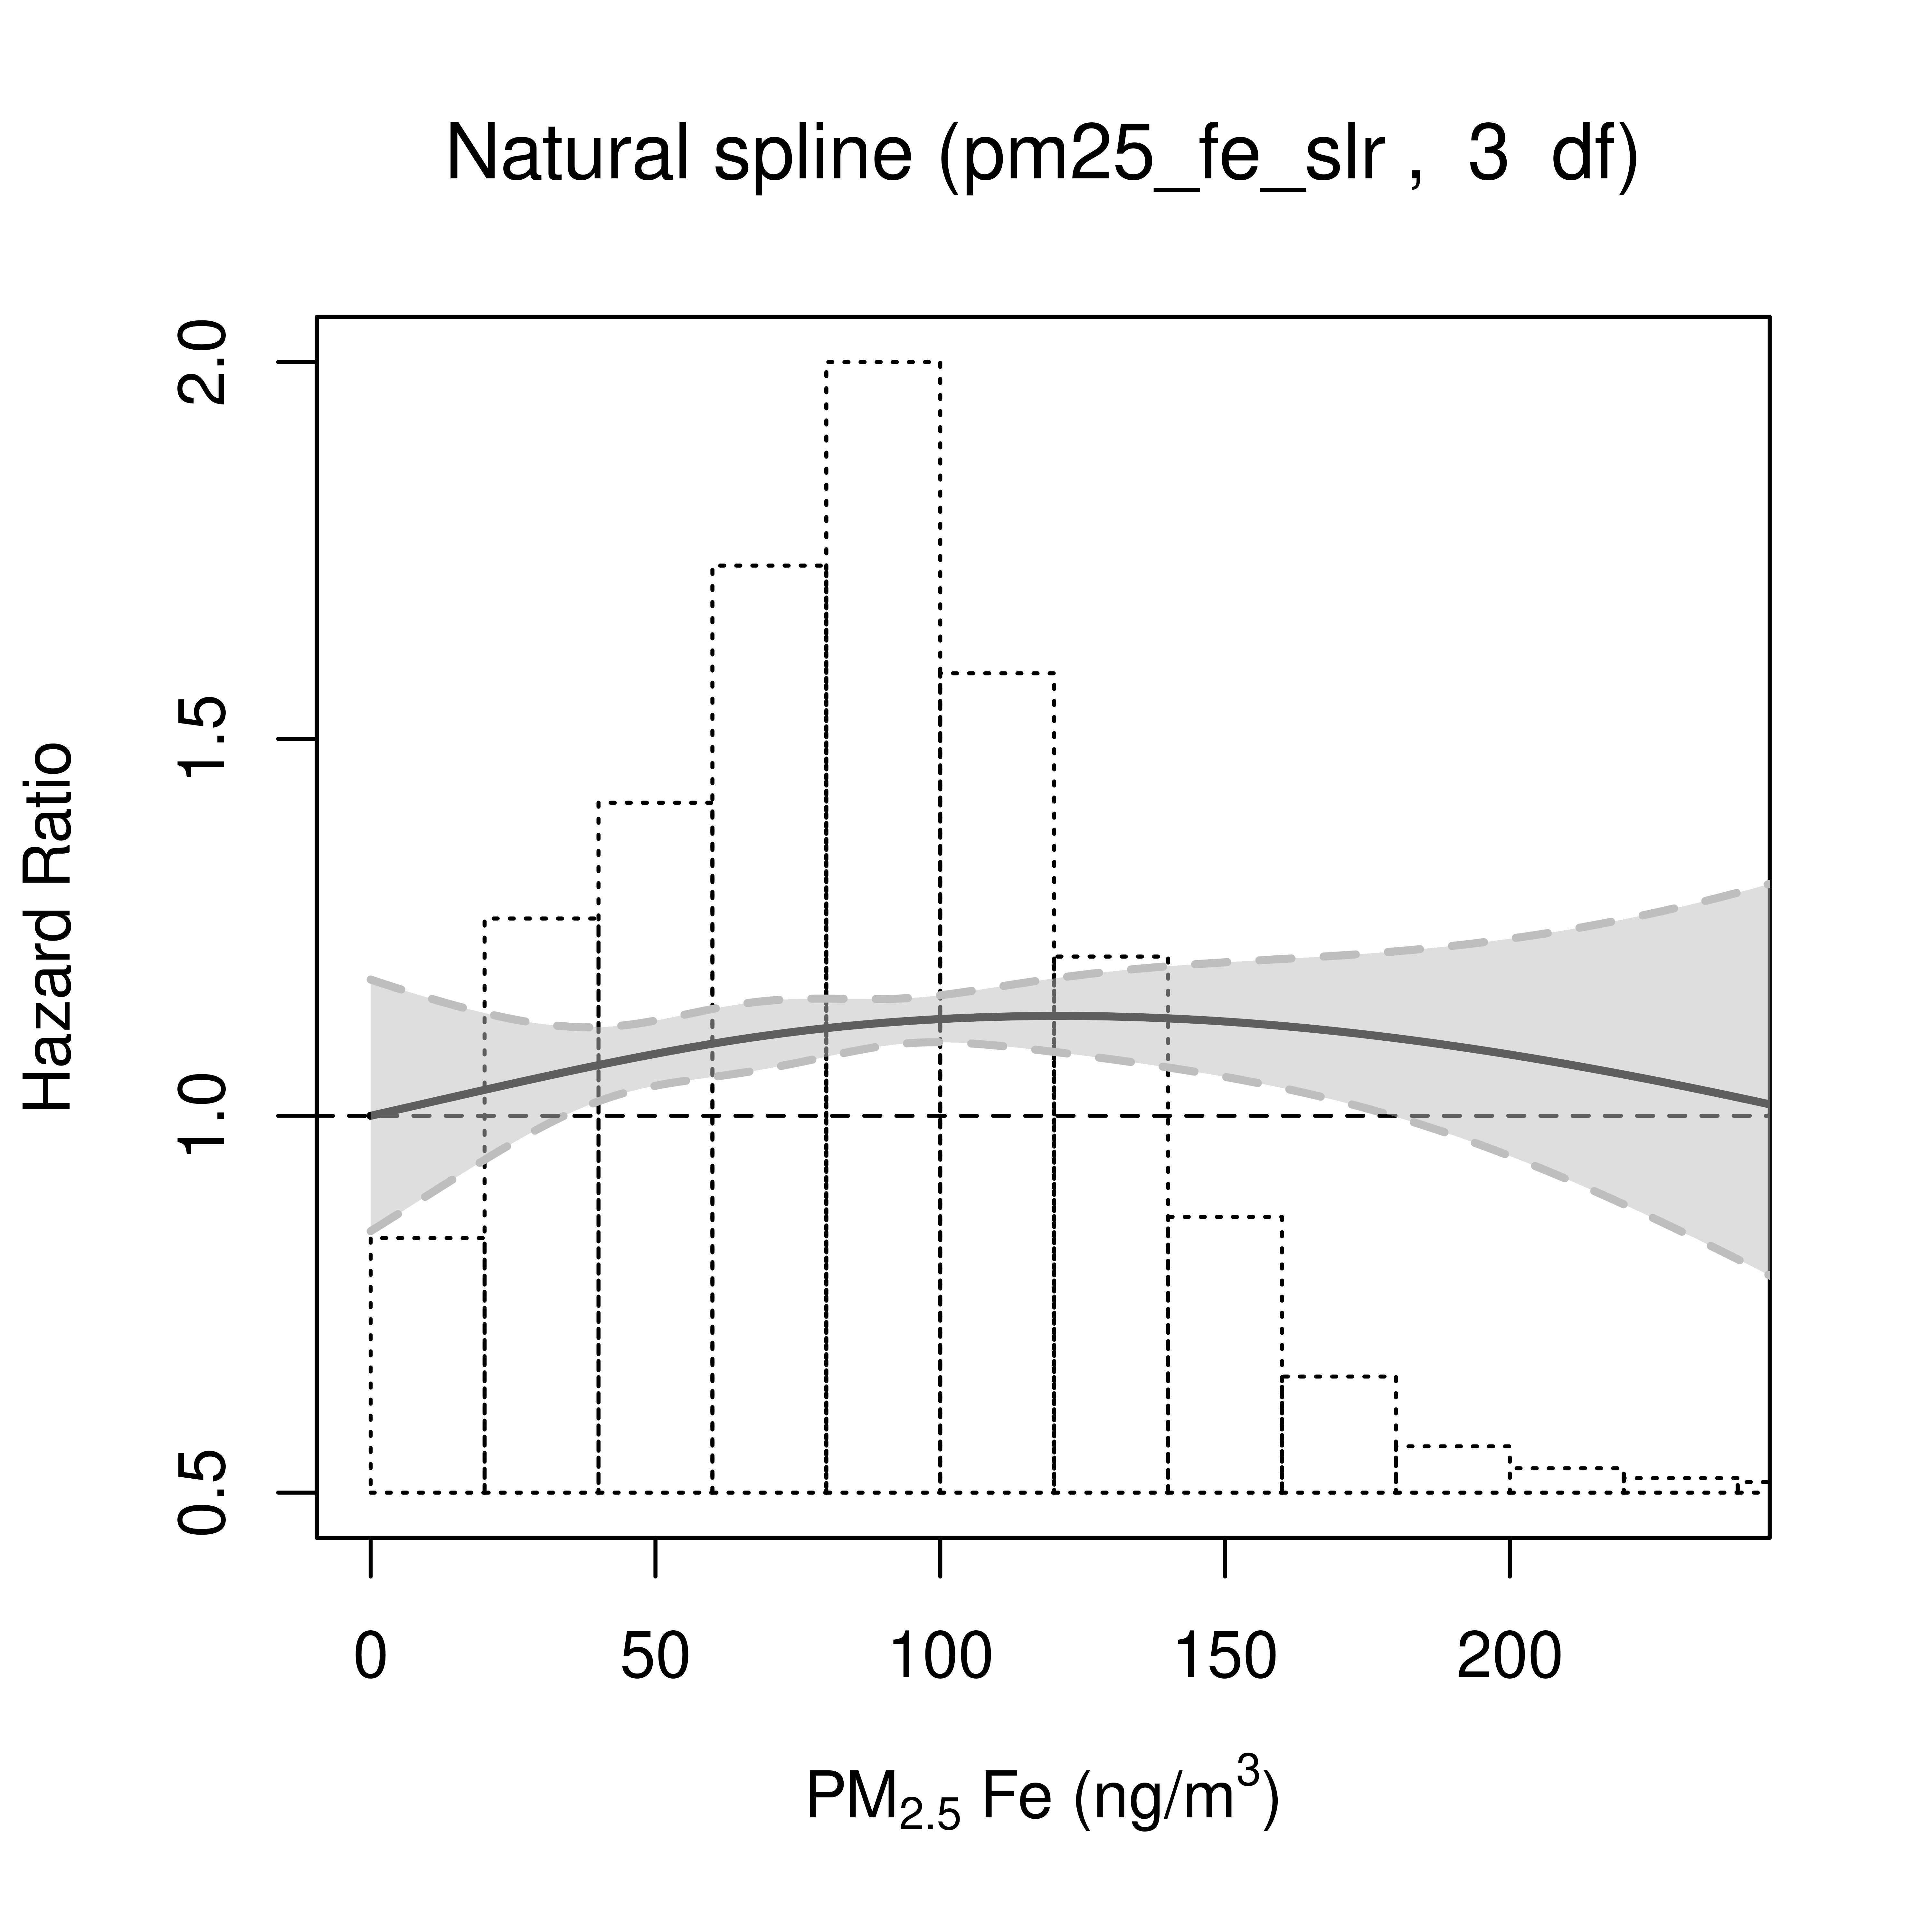 Natural spline (pm25_fe_slr ,  3  df)
Hazard Ratio
2.0
1.5
1.0
0.5
0 50 100 150 200
PM₂.₅ Fe (ng/m³)